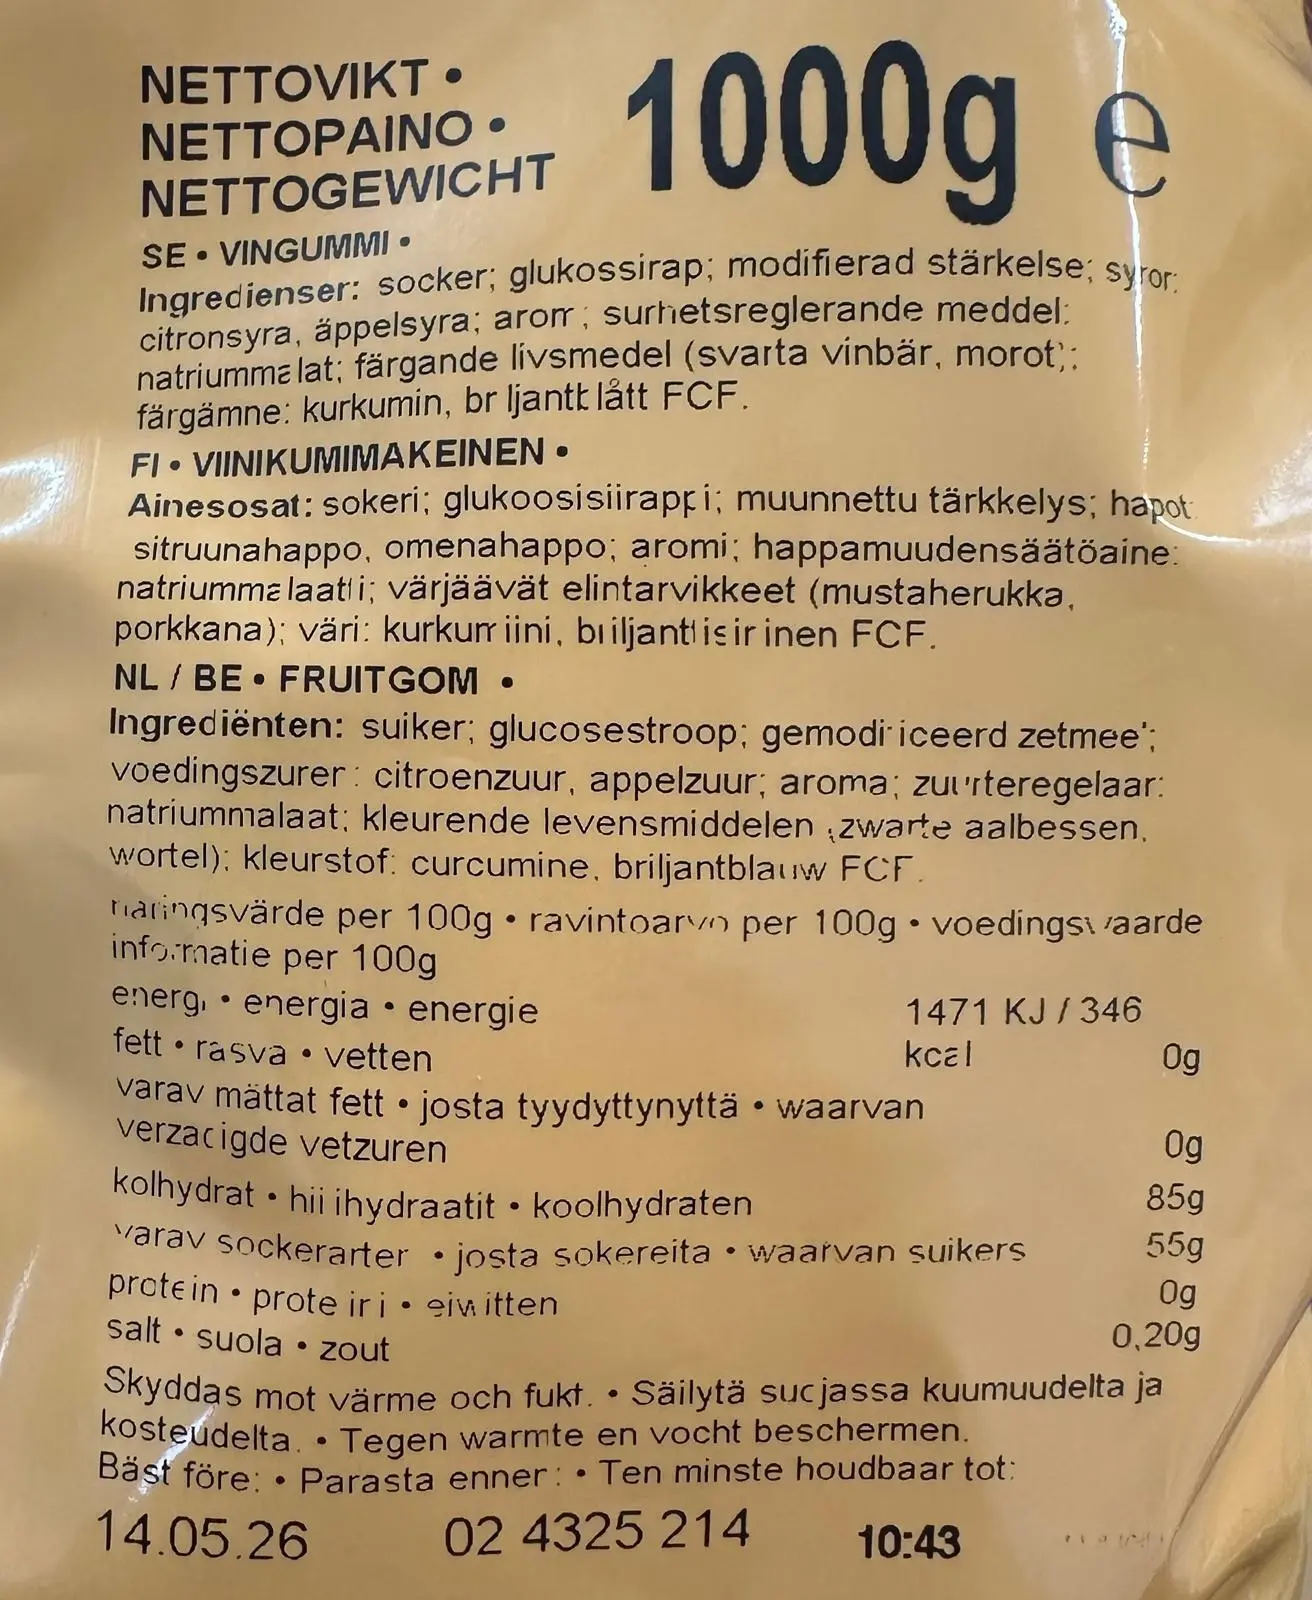 NETTOVIKT •
NETTOPAINO •
NETTOGEWICHT
1000g e
SE • VINGUMMI •
Ingredienser: socker; glukossirap; modifierad stärkelse; syror:
citronsyra, äppelsyra; arom; surhetsreglerande meddel:
natriummalat; färgande livsmedel (svarta vinbär, morot);
färgämne: kurkumin, briljantblått FCF.
FI • VIINIKUMIMAKEINEN •
Ainesosat: sokeri; glukoosisiirappi; muunnettu tärkkelys; hapot:
sitruunahappo, omenahappo; aromi; happamuudensäätöaine:
natriummalaatti; värjäävät elintarvikkeet (mustaherukka,
porkkana); väri: kurkumiini, briljantisininen FCF.
NL / BE • FRUITGOM •
Ingrediënten: suiker; glucosestroop; gemodificeerd zetmeel;
voedingszuren: citroenzuur, appelzuur; aroma; zuurteregelaar:
natriummalaat; kleurende levensmiddelen (zwarte aalbessen,
wortel); kleurstof: curcumine, briljantblauw FCF.
näringsvärde per 100g • ravintoarvo per 100g • voedingswaarde
informatie per 100g
energi • energia • energie 1471 KJ / 346
kcal
fett • rasva • vetten 0g
varav mättat fett • josta tyydyttynyttä • waarvan
verzadigde vetzuren 0g
kolhydrat • hiilihydraatit • koolhydraten 85g
varav sockerarter • josta sokereita • waarvan suikers 55g
protein • proteiini • eiwitten 0g
salt • suola • zout 0,20g
Skyddas mot värme och fukt. • Säilytä suojassa kuumuudelta ja
kosteudelta. • Tegen warmte en vocht beschermen.
Bäst före: • Parasta ennen: • Ten minste houdbaar tot:
14.05.26 02 4325 214 10:43